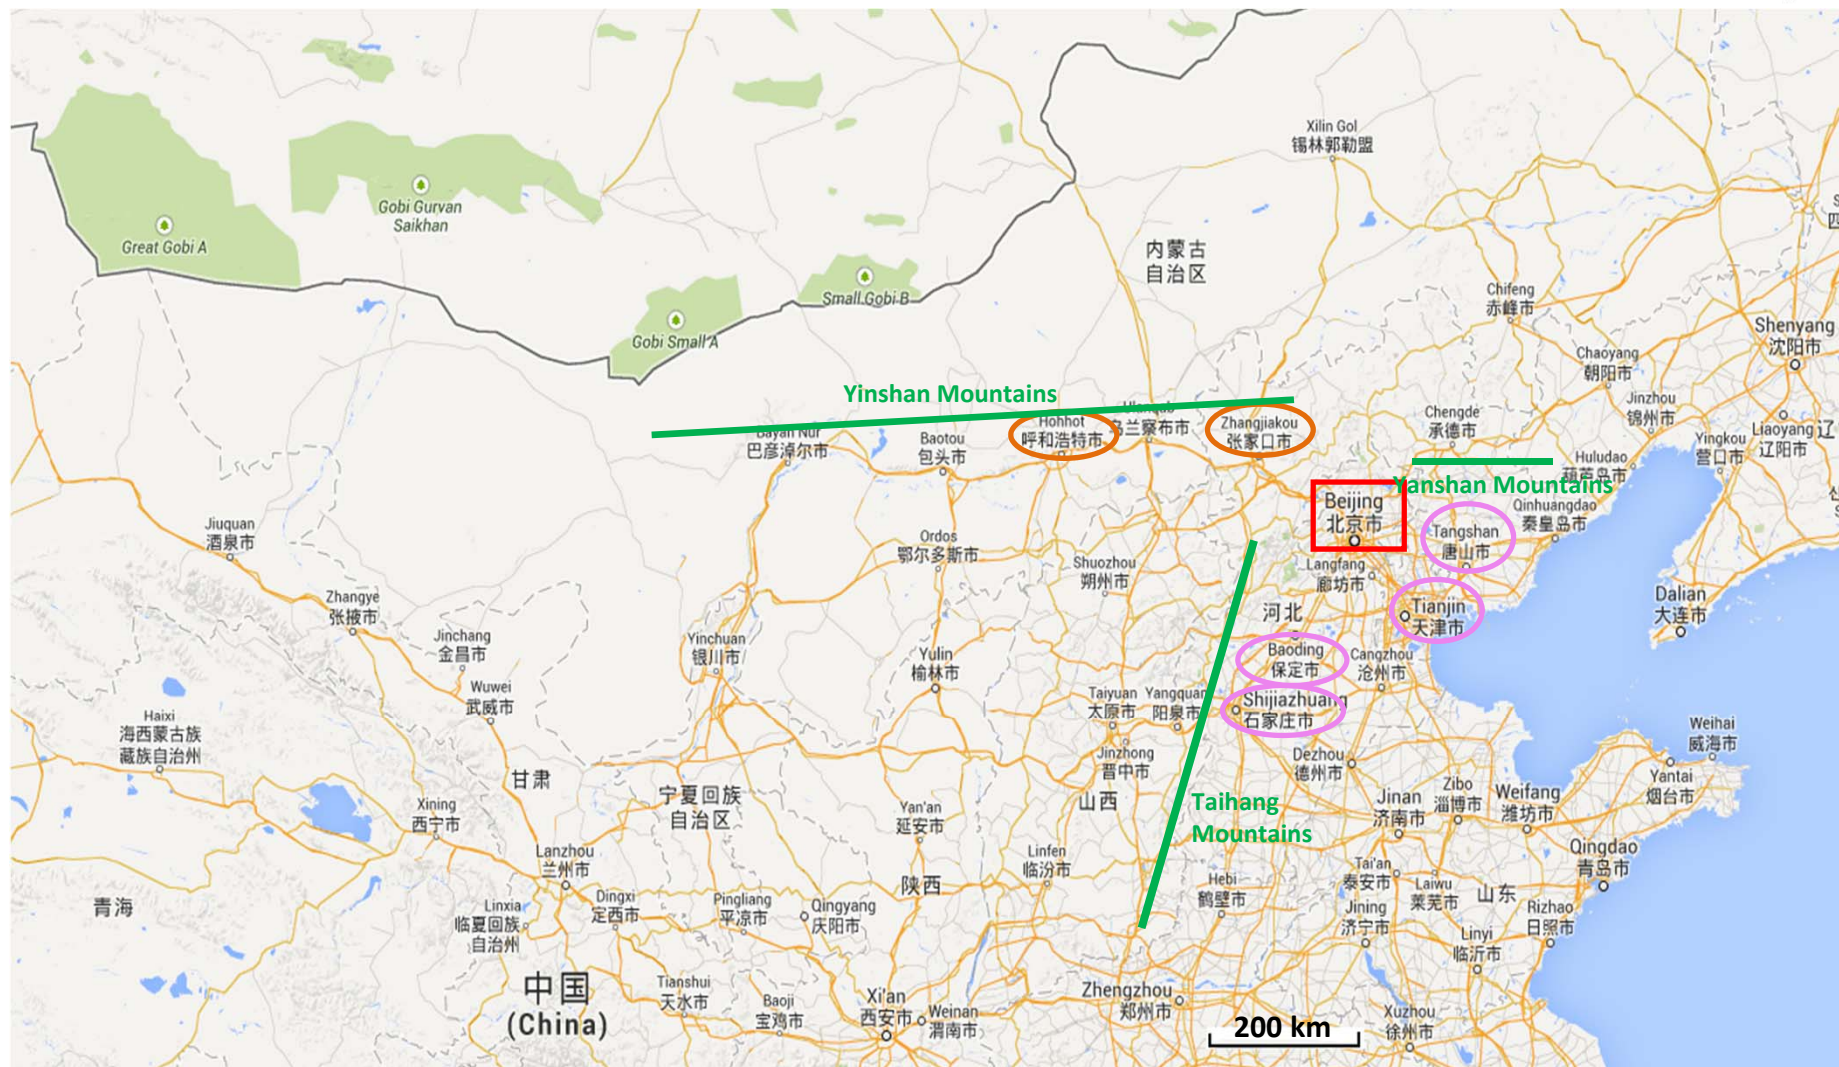 Xilin Gol
锡林郭勒盟
Gobi Gurvan
Saikhan
Great Gobi A
内蒙古
自治区
Small Gobi B
Gobi Small A
Chifeng
赤峰市
Shenyang
沈阳市
Chaoyang
朝阳市
Yinshan Mountains
Jinzhou
锦州市
Chengde
承德市
Liaoyang
辽阳市
辽
Hohhot
呼和浩特市
Ulanqab
乌兰察布市
Zhangjiakou
张家口市
Bayan Nur
巴彦淖尔市
Baotou
包头市
Yingkou
营口市
Huludao
葫芦岛市
Yanshan Mountains
Beijing
北京市
Qinhuangdao
秦皇岛市
Tangshan
唐山市
Jiuquan
酒泉市
Ordos
鄂尔多斯市
Shuozhou
朔州市
Langfang
廊坊市
Zhangye
张掖市
Dalian
大连市
Tianjin
天津市
河北
Jinchang
金昌市
Yinchuan
银川市
Yulin
榆林市
Baoding
保定市
Cangzhou
沧州市
Wuwei
武威市
Taiyuan
太原市
Yangquan
阳泉市
Shijiazhuang
石家庄市
Haixi
海西蒙古族
藏族自治州
Weihai
威海市
Jinzhong
晋中市
Dezhou
德州市
甘肃
Yantai
烟台市
宁夏回族
自治区
山西
Zibo
淄博市
Weifang
潍坊市
Jinan
济南市
Taihang
Mountains
Xining
西宁市
Yan'an
延安市
Lanzhou
兰州市
Linfen
临汾市
Qingdao
青岛市
陕西
Tai'an
泰安市
Laiwu
莱芜市
山东
Hebi
鹤壁市
青海
Linxia
临夏回族
自治州
Dingxi
定西市
Pingliang
平凉市
Qingyang
庆阳市
Jining
济宁市
Rizhao
日照市
Linyi
临沂市
中国
(China)
Tianshui
天水市
Baoji
宝鸡市
Xi'an
西安市
Weinan
渭南市
Zhengzhou
郑州市
200 km
Xuzhou
徐州市